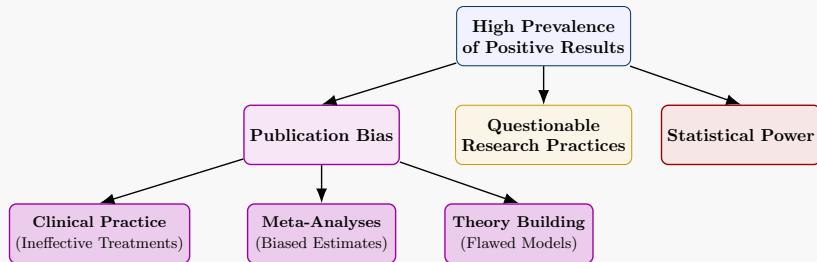 High Prevalence
of Positive Results
Publication Bias
Questionable
Research Practices
Statistical Power
Clinical Practice
(Ineffective Treatments)
Meta-Analyses
(Biased Estimates)
Theory Building
(Flawed Models)